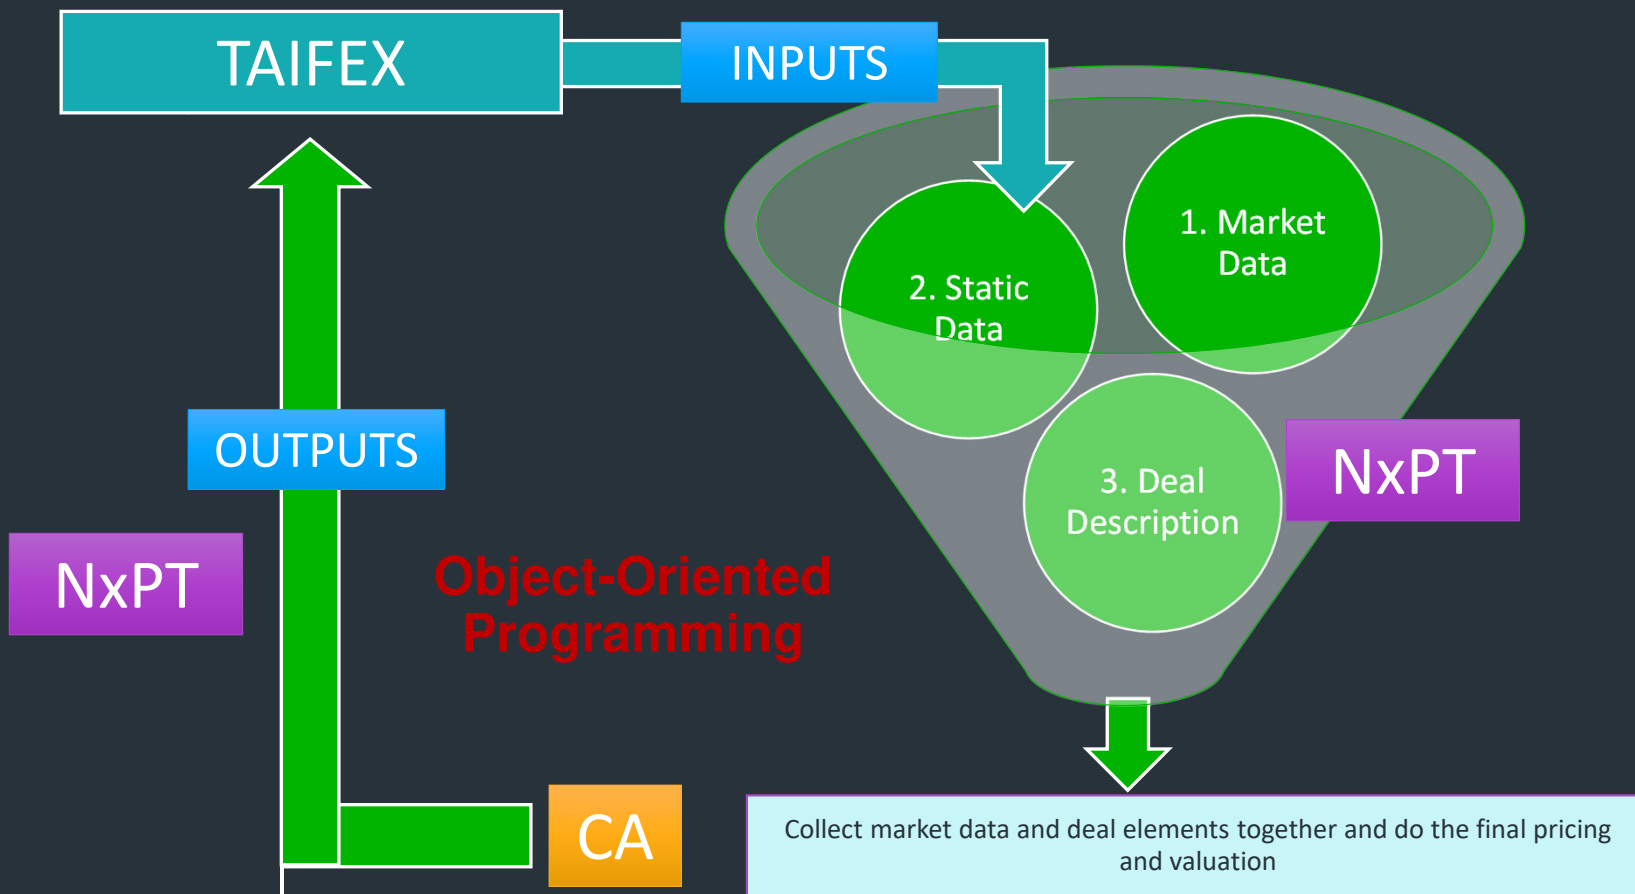 TAIFEX
INPUTS
1. Market
Data
2. Static
Data
3. Deal
Description
NxPT
OUTPUTS
NxPT
Object-Oriented
Programming
CA
Collect market data and deal elements together and do the final pricing
and valuation